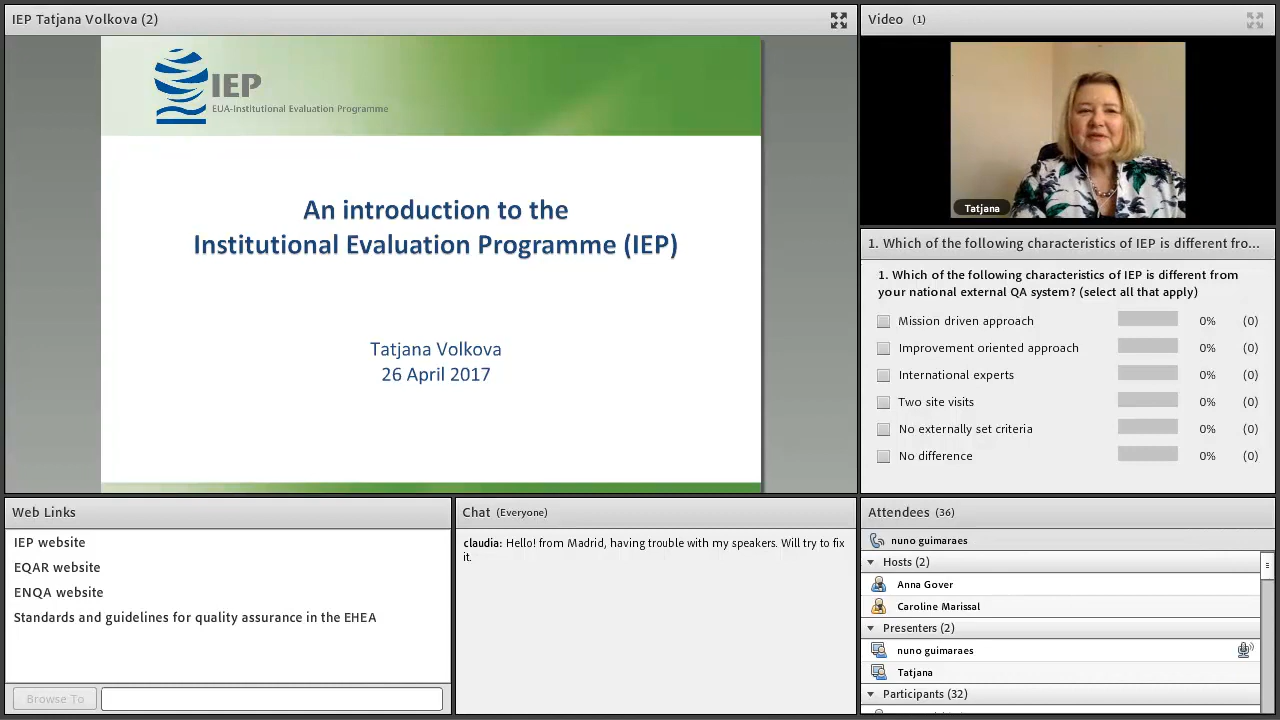 IEP Tatjana Volkova (2)
IEP
EUA-Institutional Evaluation Programme
An introduction to the
Institutional Evaluation Programme (IEP)
Tatjana Volkova
26 April 2017
Video (1)
Tatjana
1. Which of the following characteristics of IEP is different fro...
1. Which of the following characteristics of IEP is different from
your national external QA system? (select all that apply)
Mission driven approach 0% (0)
Improvement oriented approach 0% (0)
International experts 0% (0)
Two site visits 0% (0)
No externally set criteria 0% (0)
No difference 0% (0)
Web Links
IEP website
EQAR website
ENQA website
Standards and guidelines for quality assurance in the EHEA
Browse To
Chat (Everyone)
claudia: Hello! from Madrid, having trouble with my speakers. Will try to fix
it.
Attendees (36)
nuno guimaraes
Hosts (2)
Anna Gover
Caroline Marissal
Presenters (2)
nuno guimaraes
Tatjana
Participants (32)